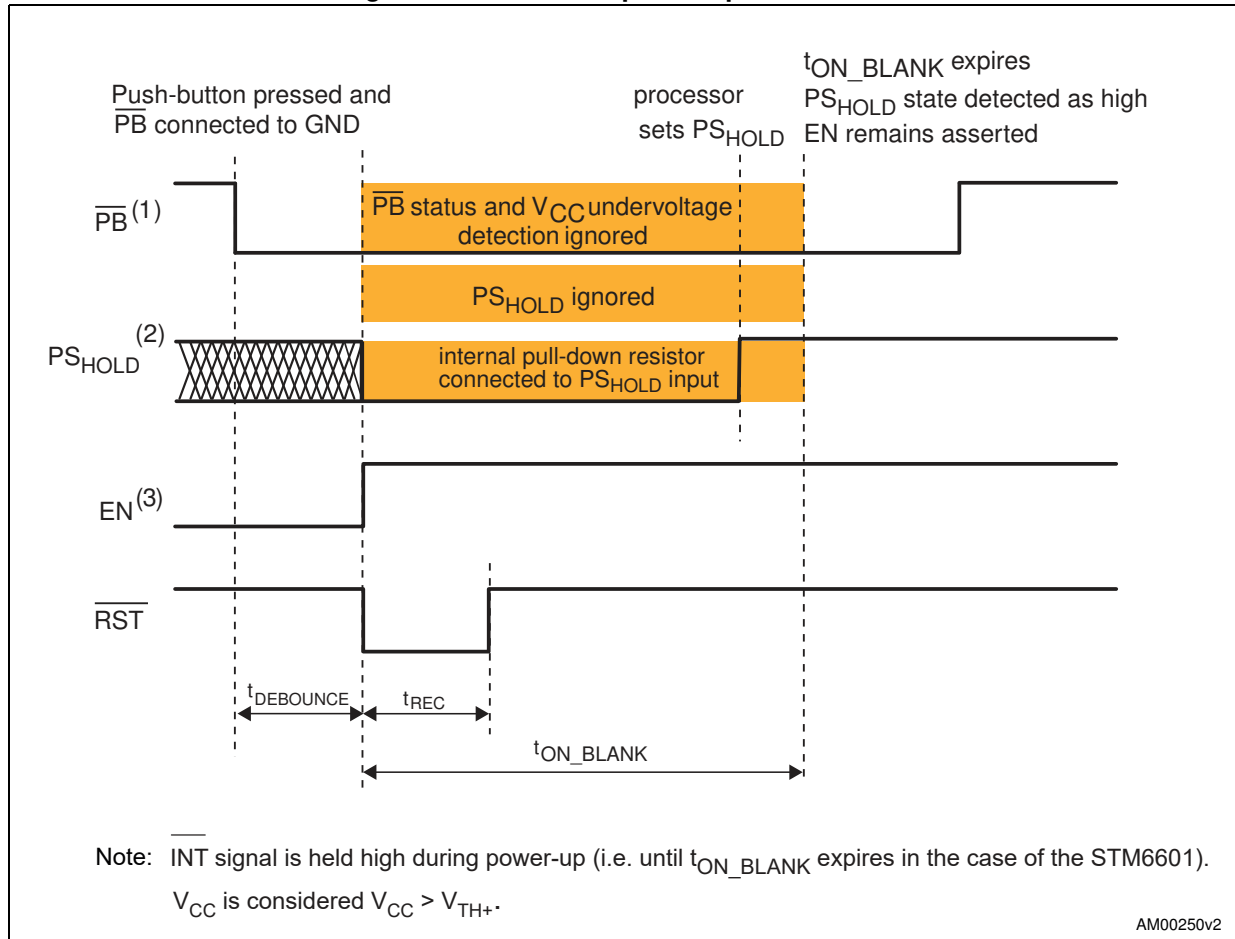 Push-button pressed and
PB connected to GND
processor
sets PSHOLD
tON_BLANK expires
PSHOLD state detected as high
EN remains asserted
PB(1)
PB status and VCC undervoltage
detection ignored
PSHOLD ignored
PSHOLD(2)
internal pull-down resistor
connected to PSHOLD input
EN(3)
RST
tDEBOUNCE
tREC
tON_BLANK
Note: INT signal is held high during power-up (i.e. until tON_BLANK expires in the case of the STM6601).
VCC is considered VCC > VTH+.
AM00250v2